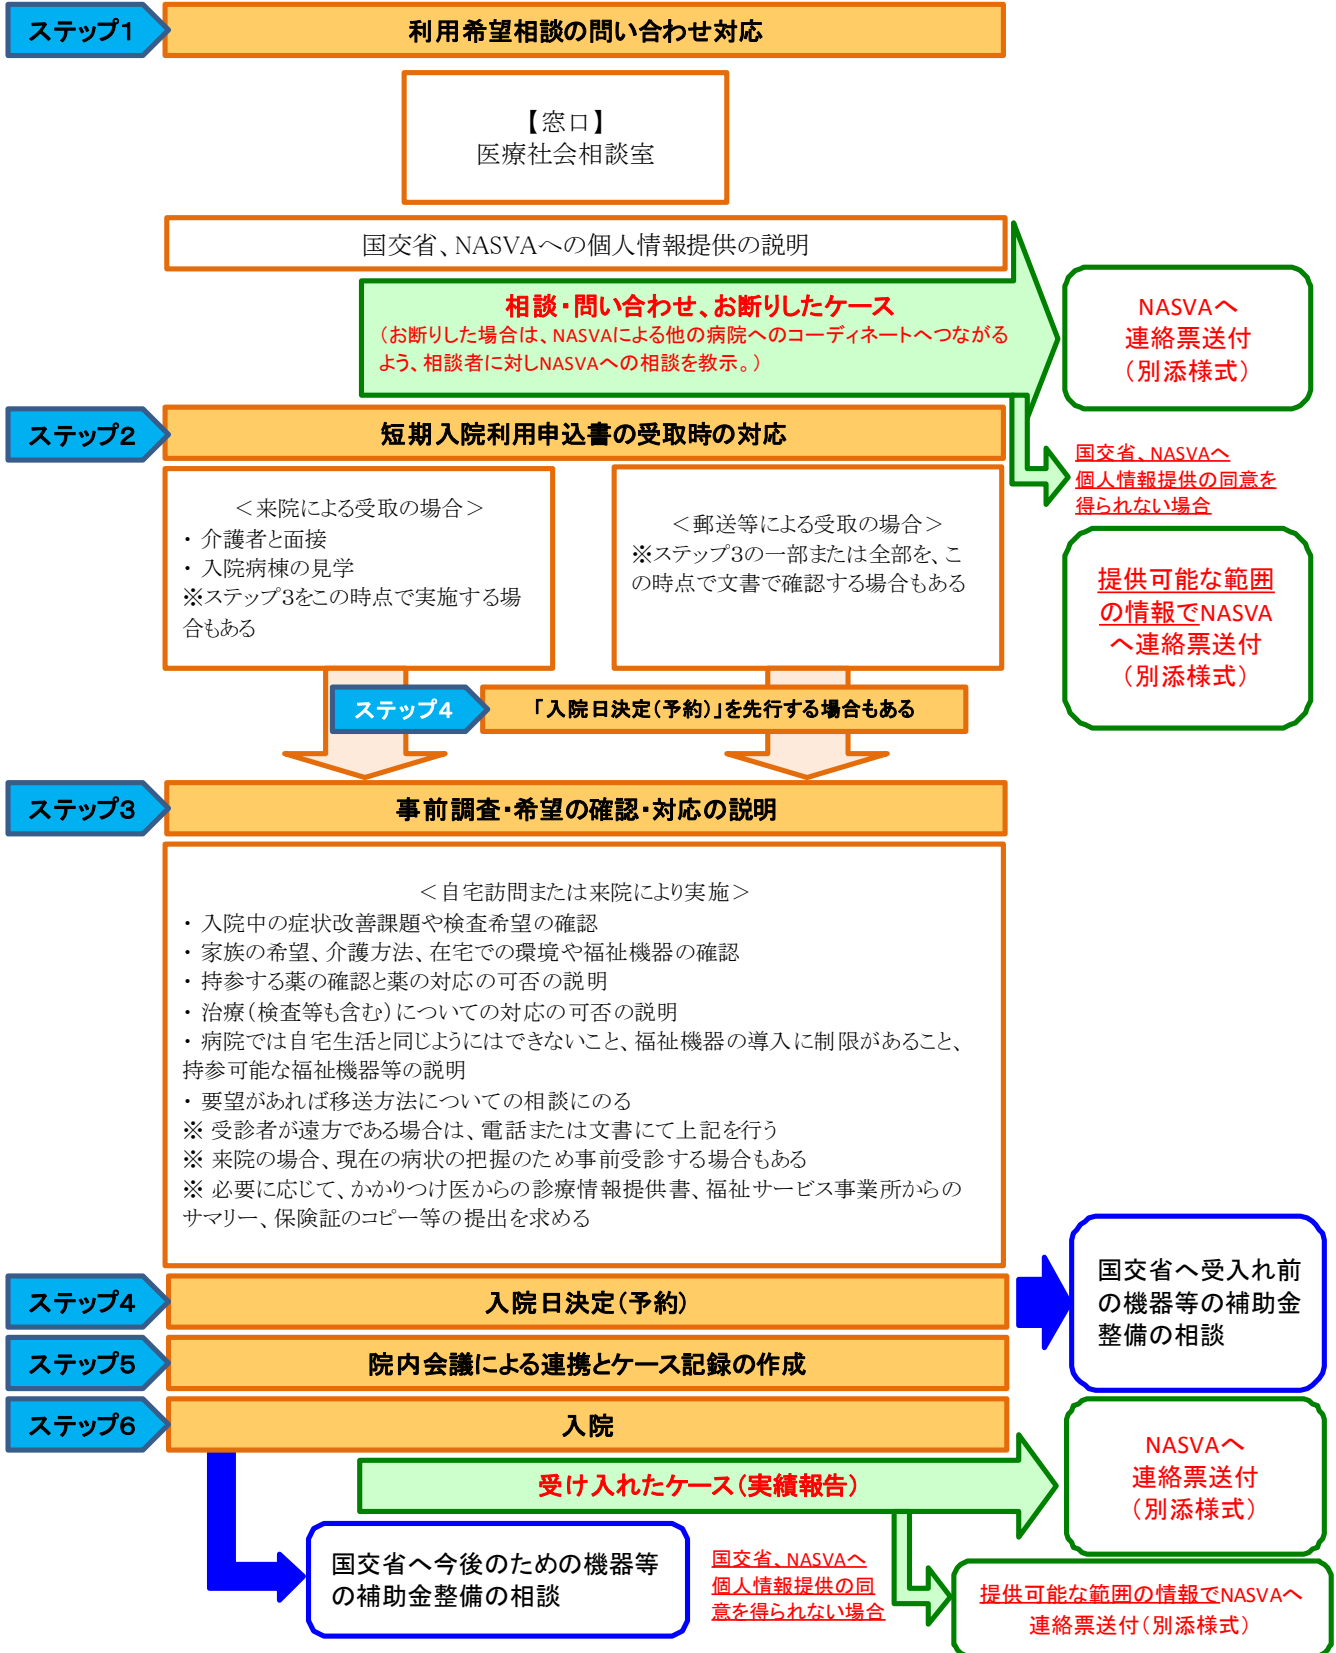 ステップ1
利用希望相談の問い合わせ対応
【窓口】
医療社会相談室
国交省、NASVAへの個人情報提供の説明
相談・問い合わせ、お断りしたケース
（お断りした場合は、NASVAによる他の病院へのコーディネートへつながる
よう、相談者に対しNASVAへの相談を教示。）
NASVAへ
連絡票送付
（別添様式）
ステップ2
短期入院利用申込書の受取時の対応
国交省、NASVAへ
個人情報提供の同意を
得られない場合
＜来院による受取の場合＞
・ 介護者と面接
・ 入院病棟の見学
※ステップ3をこの時点で実施する場
合もある
＜郵送等による受取の場合＞
※ステップ3の一部または全部を、こ
の時点で文書で確認する場合もある
提供可能な範囲
の情報でNASVA
へ連絡票送付
（別添様式）
ステップ4
「入院日決定（予約）」を先行する場合もある
ステップ3
事前調査・希望の確認・対応の説明
＜自宅訪問または来院により実施＞
・ 入院中の症状改善課題や検査希望の確認
・ 家族の希望、介護方法、在宅での環境や福祉機器の確認
・ 持参する薬の確認と薬の対応の可否の説明
・ 治療（検査等も含む）についての対応の可否の説明
・ 病院では自宅生活と同じようにはできないこと、福祉機器の導入に制限があること、
持参可能な福祉機器等の説明
・ 要望があれば移送方法についての相談にのる
※ 受診者が遠方である場合は、電話または文書にて上記を行う
※ 来院の場合、現在の病状の把握のため事前受診する場合もある
※ 必要に応じて、かかりつけ医からの診療情報提供書、福祉サービス事業所からの
サマリー、保険証のコピー等の提出を求める
ステップ4
入院日決定（予約）
国交省へ受入れ前
の機器等の補助金
整備の相談
ステップ5
院内会議による連携とケース記録の作成
ステップ6
入院
受け入れたケース（実績報告）
NASVAへ
連絡票送付
（別添様式）
国交省へ今後のための機器等
の補助金整備の相談
国交省、NASVAへ
個人情報提供の同
意を得られない場合
提供可能な範囲の情報でNASVAへ
連絡票送付（別添様式）